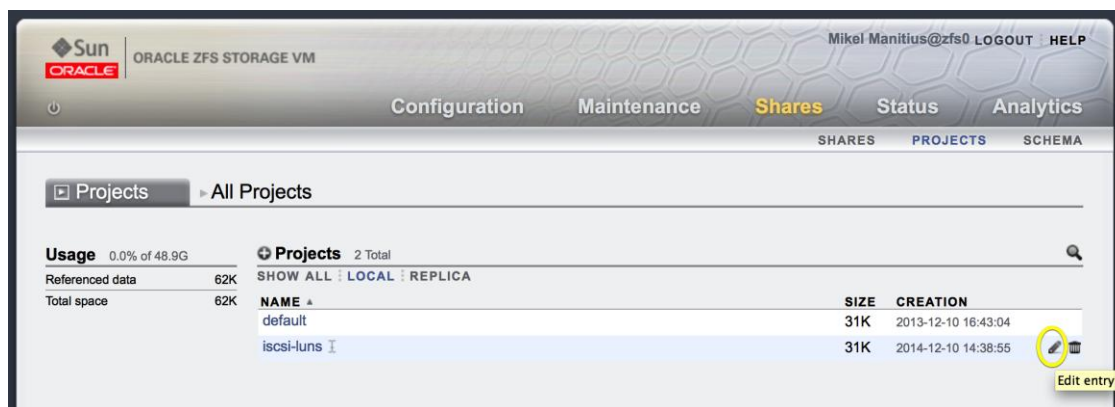 Sun
ORACLE
ORACLE ZFS STORAGE VM
Mikel Manitius@zfs0 LOGOUT HELP
Configuration Maintenance Shares Status Analytics
SHARES PROJECTS SCHEMA
Projects All Projects
Usage 0.0% of 48.9G
Referenced data 62K
Total space 62K
Projects 2 Total
SHOW ALL LOCAL REPLICA
NAME SIZE CREATION
default 31K 2013-12-10 16:43:04
iscsi-luns 31K 2014-12-10 14:38:55
Edit entry